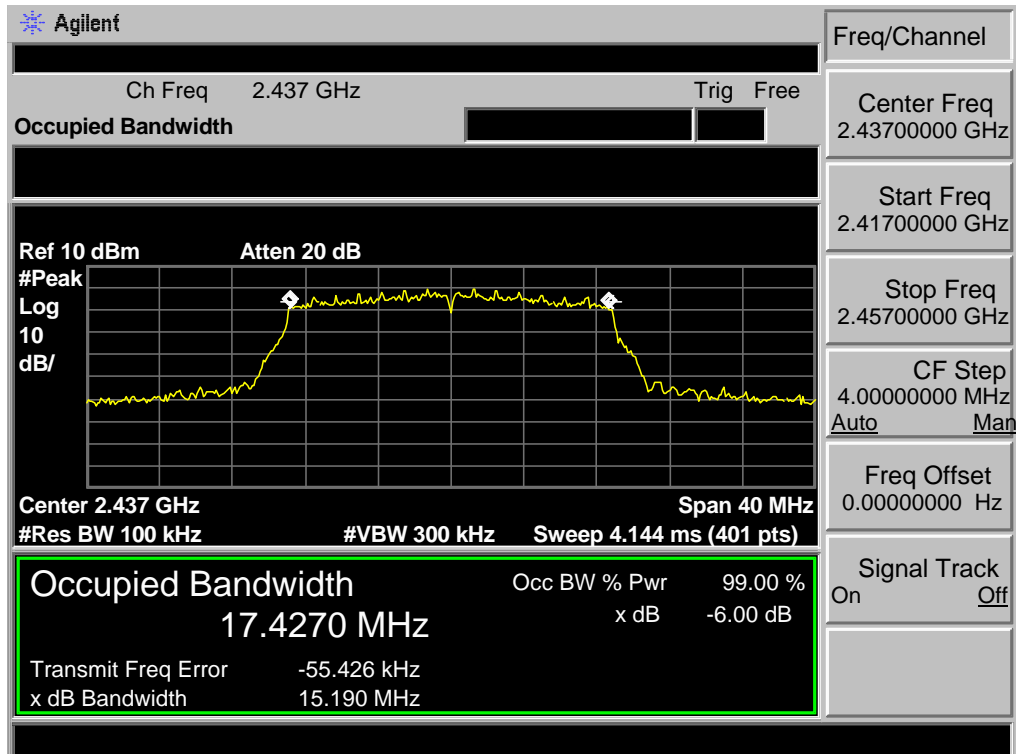 Agilent
Freq/Channel
Ch Freq 2.437 GHz Trig Free
Occupied Bandwidth
Center Freq
2.43700000 GHz
Start Freq
2.41700000 GHz
Stop Freq
2.45700000 GHz
CF Step
4.00000000 MHz
Auto Man
Freq Offset
0.00000000 Hz
Signal Track
On Off
Ref 10 dBm Atten 20 dB
#Peak
Log
10
dB/
Center 2.437 GHz Span 40 MHz
#Res BW 100 kHz #VBW 300 kHz Sweep 4.144 ms (401 pts)
Occupied Bandwidth Occ BW % Pwr 99.00 %
17.4270 MHz x dB -6.00 dB
Transmit Freq Error -55.426 kHz
x dB Bandwidth 15.190 MHz